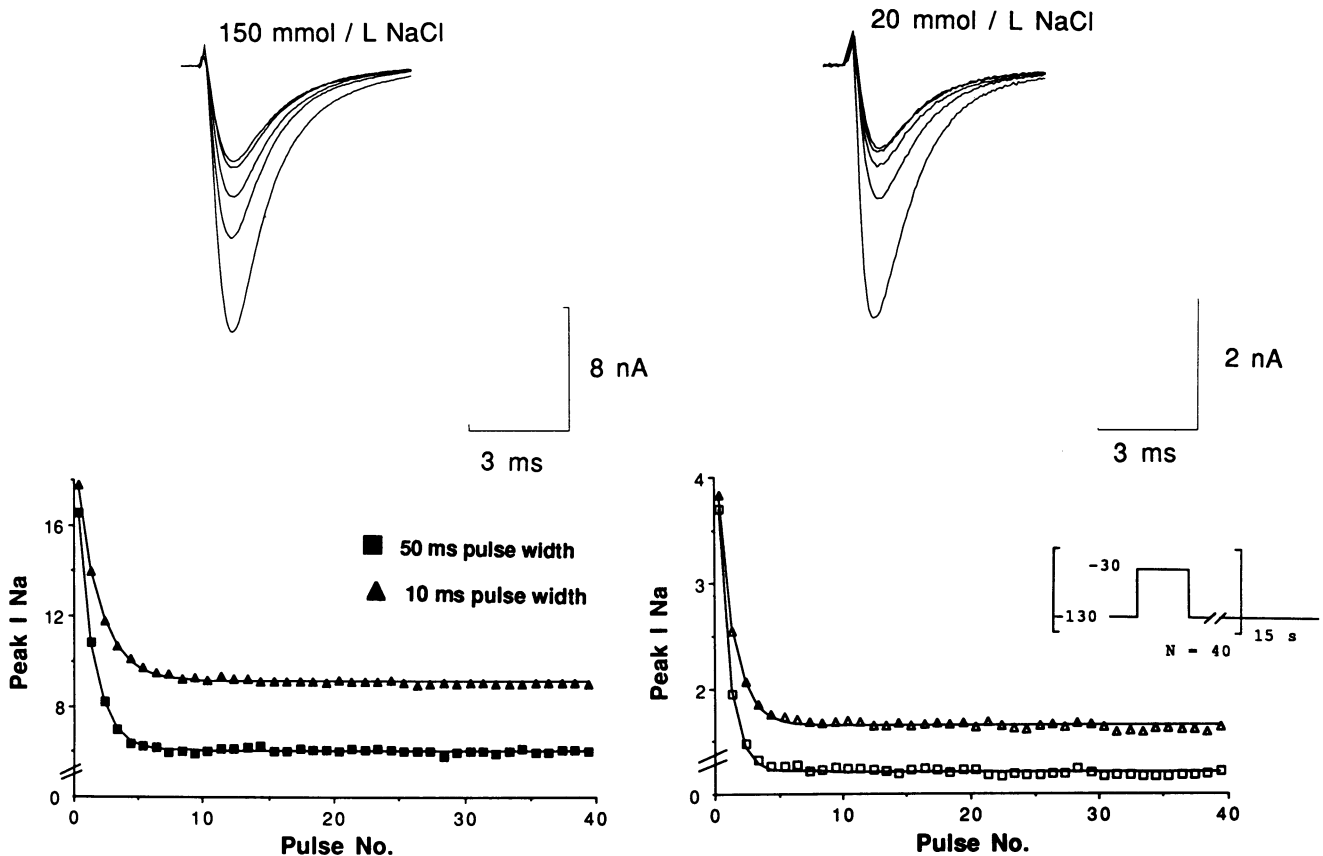 150 mmol / L NaCl
20 mmol / L NaCl
8 nA
3 ms
2 nA
3 ms
Peak I Na
16
12
8
0
50 ms pulse width
10 ms pulse width
0 10 20 30 40
Pulse No.
Peak I Na
4
3
2
0
-30
-130
15 s
N = 40
0 10 20 30 40
Pulse No.